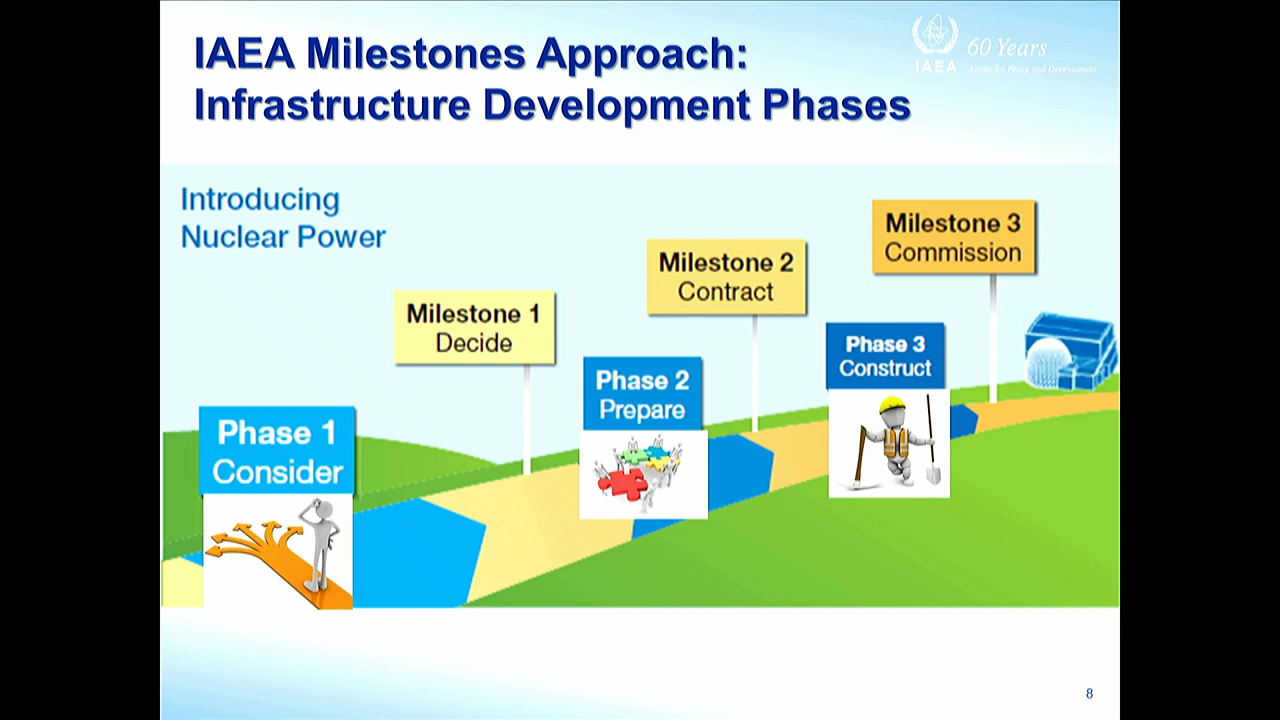 IAEA Milestones Approach:
Infrastructure Development Phases
IAEA
60 Years
Atoms for Peace and Development
Introducing
Nuclear Power
Milestone 3
Commission
Milestone 2
Contract
Milestone 1
Decide
Phase 3
Construct
Phase 2
Prepare
Phase 1
Consider
8